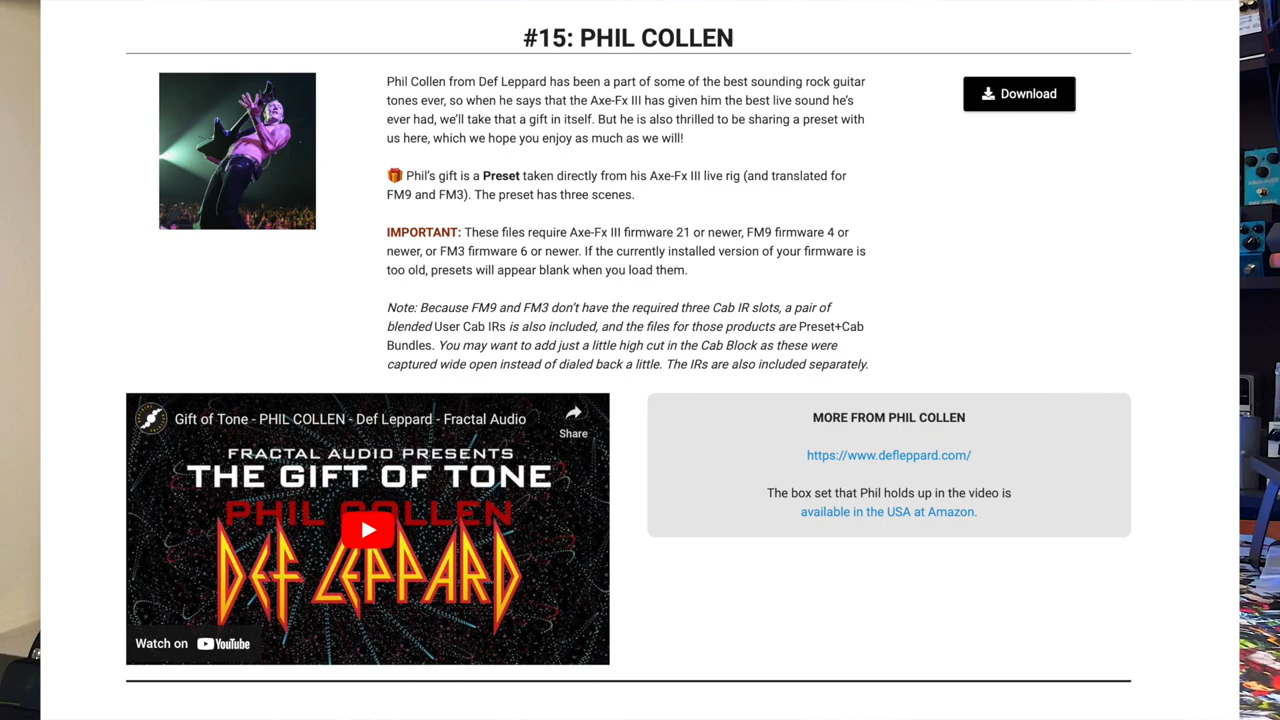 #15: PHIL COLLEN
Phil Collen from Def Leppard has been a part of some of the best sounding rock guitar
tones ever, so when he says that the Axe-Fx III has given him the best live sound he's
ever had, we'll take that a gift in itself. But he is also thrilled to be sharing a preset with
us here, which we hope you enjoy as much as we will!
Download
Phil's gift is a Preset taken directly from his Axe-Fx III live rig (and translated for
FM9 and FM3). The preset has three scenes.
IMPORTANT: These files require Axe-Fx III firmware 21 or newer, FM9 firmware 4 or
newer, or FM3 firmware 6 or newer. If the currently installed version of your firmware is
too old, presets will appear blank when you load them.
Note: Because FM9 and FM3 don't have the required three Cab IR slots, a pair of
blended User Cab IRs is also included, and the files for those products are Preset+Cab
Bundles. You may want to add just a little high cut in the Cab Block as these were
captured wide open instead of dialed back a little. The IRs are also included separately.
Gift of Tone - PHIL COLLEN - Def Leppard - Fractal Audio
Share
FRACTAL AUDIO PRESENTS
THE GIFT OF TONE
PHIL COLLEN
DEF LEPPARD
Watch on YouTube
MORE FROM PHIL COLLEN
https://www.defleppard.com/
The box set that Phil holds up in the video is
available in the USA at Amazon.